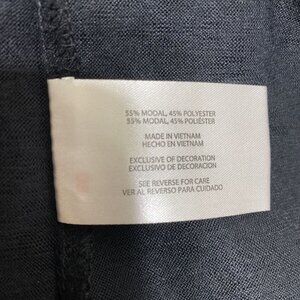 55% MODAL, 45% POLYESTER
55% MODAL, 45% POLIÉSTER
MADE IN VIETNAM
HECHO EN VIETNAM
EXCLUSIVE OF DECORATION
EXCLUSIVO DE DECORACION
SEE REVERSE FOR CARE
VER AL REVERSO PARA CUIDADO